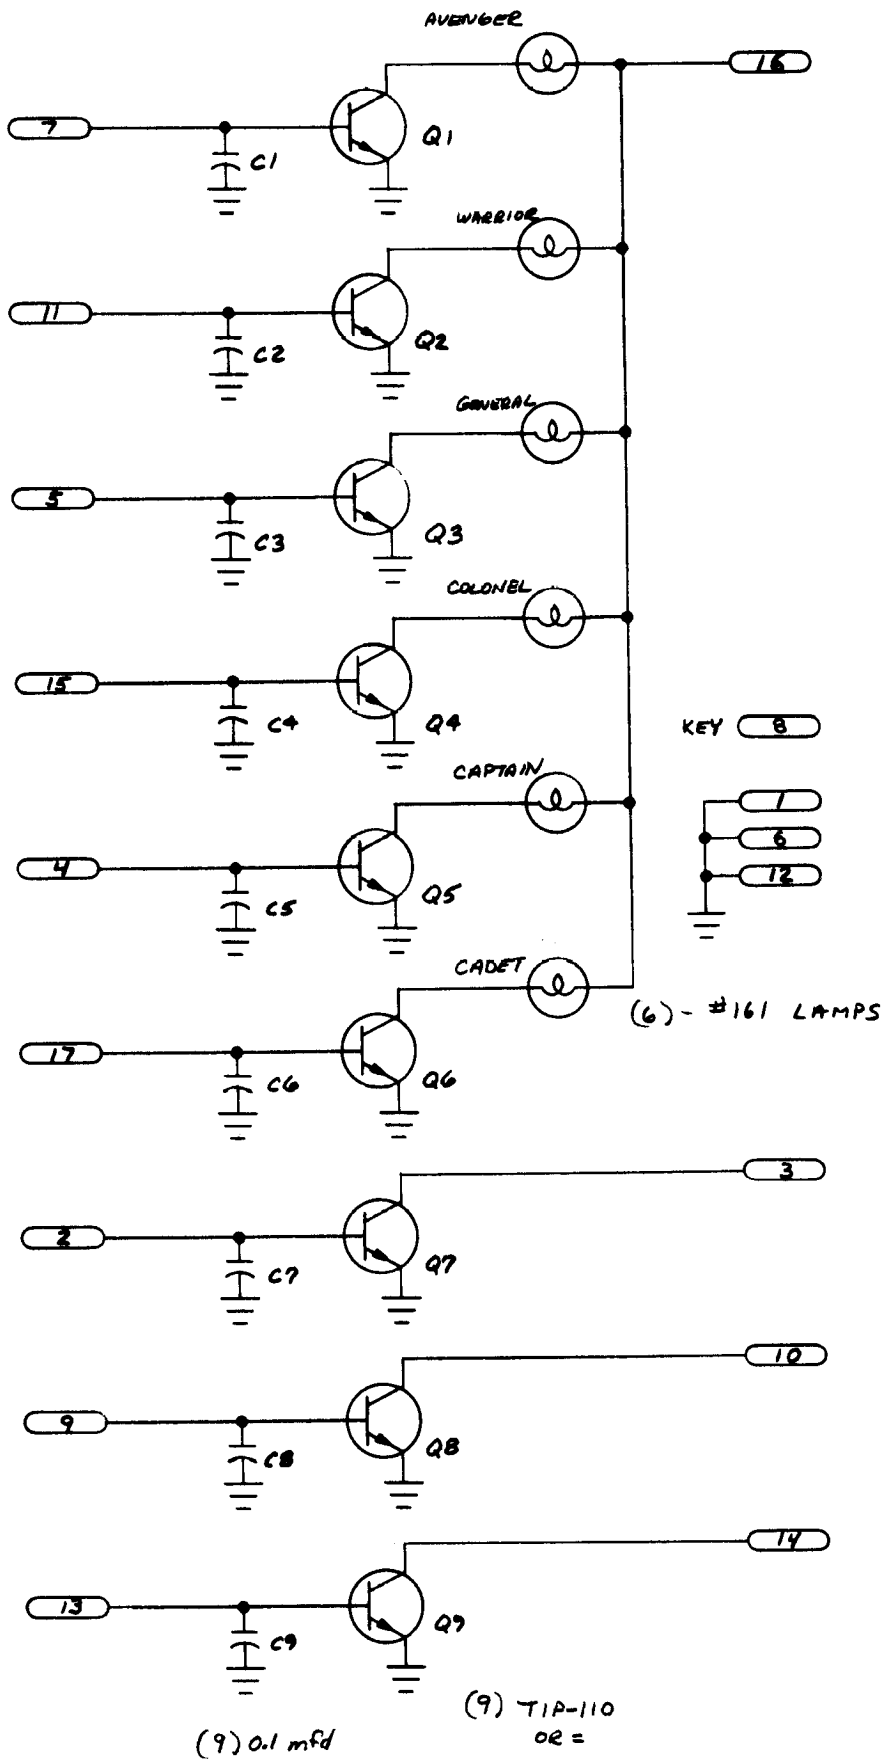 AVENGER
16
7
Q1
C1
WARRIOR
11
Q2
C2
GENERAL
5
Q3
C3
COLONEL
15
Q4
C4
KEY 8
CAPTAIN
1
6
4
12
Q5
C5
CADET
(6) - #161 LAMPS
17
Q6
C6
3
2
Q7
C7
10
9
Q8
C8
14
13
Q9
C9
(9) TIP-110
OR =
(9) 0.1 mfd